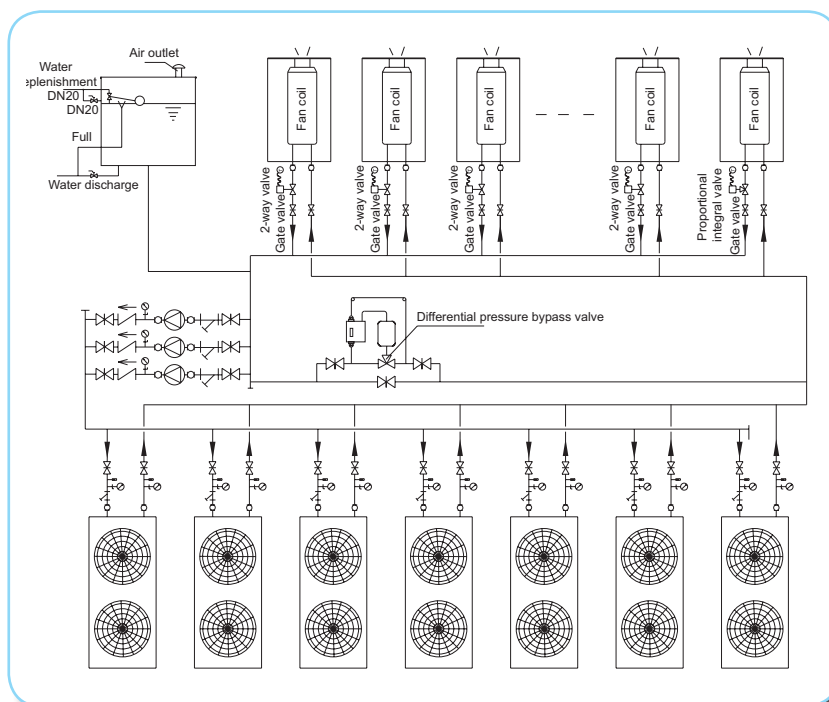 Air outlet
Water
eplenishment
DN20
DN20
Full
Water discharge
Fan coil
Fan coil
Fan coil
Fan coil
Fan coil
2-way valve
Gate valve
2-way valve
Gate valve
2-way valve
Gate valve
2-way valve
Gate valve
Proportional
integral valve
Gate valve
Differential pressure bypass valve